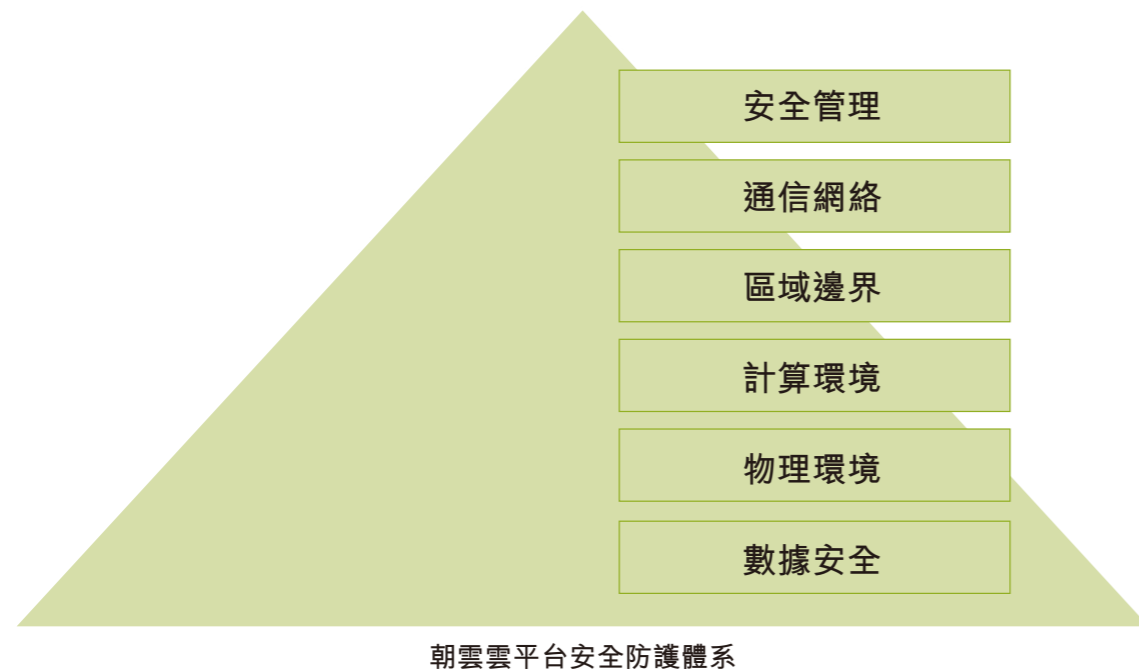 安全管理
通信網絡
區域邊界
計算環境
物理環境
數據安全
朝雲雲平台安全防護體系